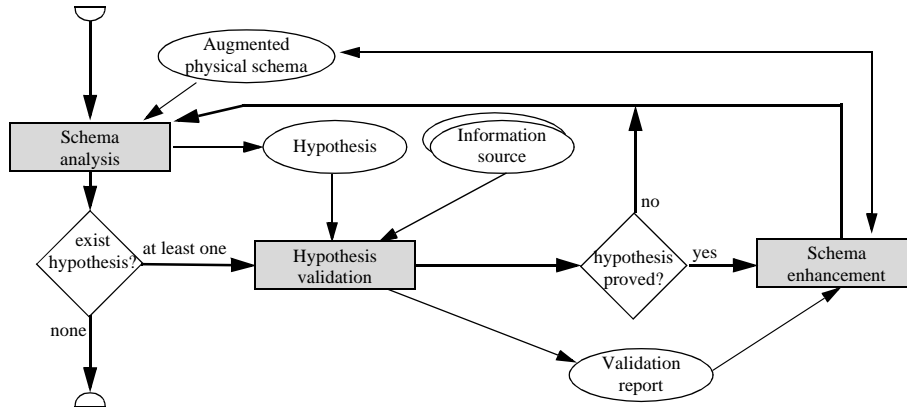 Augmented
physical schema
Schema
analysis
Hypothesis
Information
source
no
exist
hypothesis?
at least one
Hypothesis
validation
hypothesis
proved?
yes
Schema
enhancement
none
Validation
report